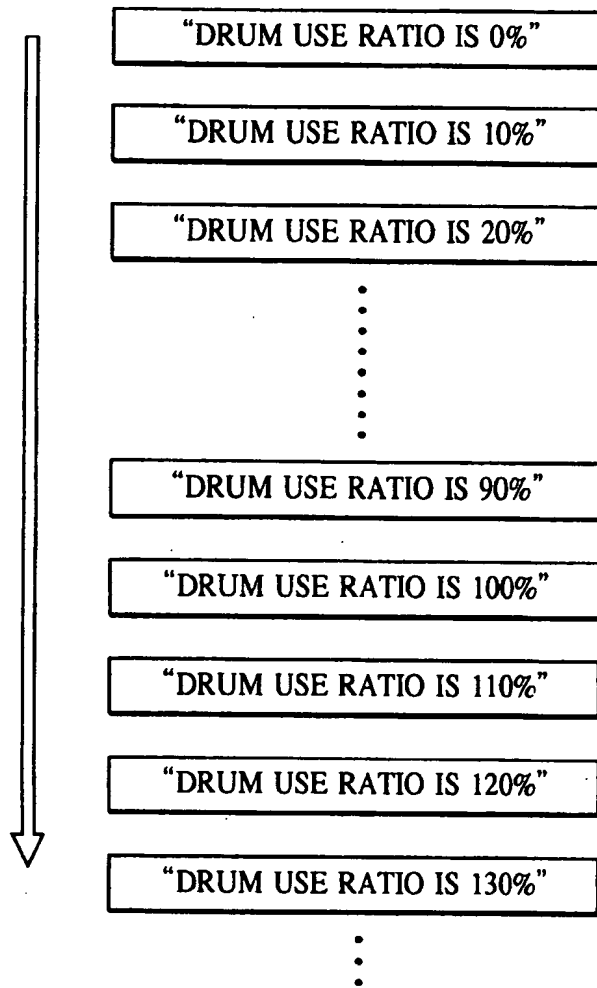 “DRUM USE RATIO IS 0%”
“DRUM USE RATIO IS 10%”
“DRUM USE RATIO IS 20%”
“DRUM USE RATIO IS 90%”
“DRUM USE RATIO IS 100%”
“DRUM USE RATIO IS 110%”
“DRUM USE RATIO IS 120%”
“DRUM USE RATIO IS 130%”